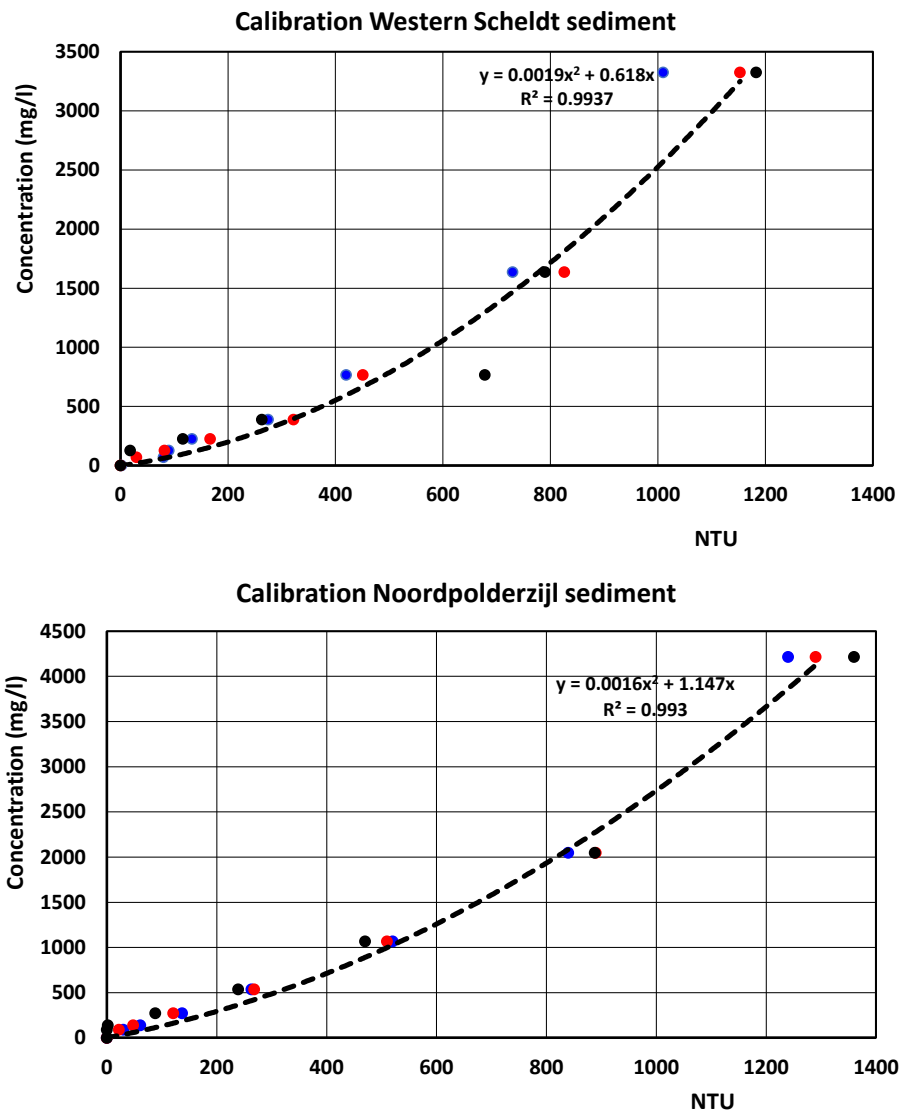 Calibration Western Scheldt sediment
3500
3000
2500
2000
1500
1000
500
0
Concentration (mg/l)
y = 0.0019x² + 0.618x
R² = 0.9937
0 200 400 600 800 1000 1200 1400
NTU
Calibration Noordpolderzijl sediment
4500
4000
3500
3000
2500
2000
1500
1000
500
0
Concentration (mg/l)
y = 0.0016x² + 1.147x
R² = 0.993
0 200 400 600 800 1000 1200 1400
NTU